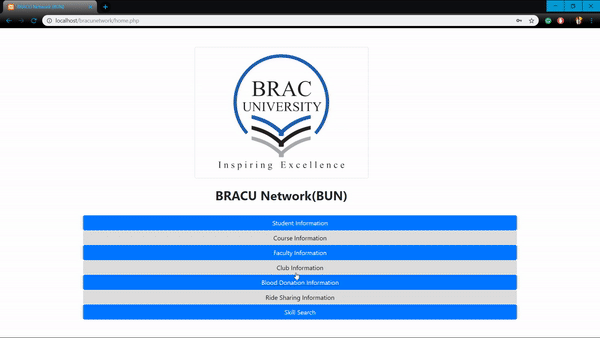 BRACU Network(BUN)
localhost/bracunetwork/home.php
BRAC
UNIVERSITY
Inspiring Excellence
BRACU Network(BUN)
Student Information
Course Information
Faculty Information
Club Information
Blood Donation Information
Ride Sharing Information
Skill Search